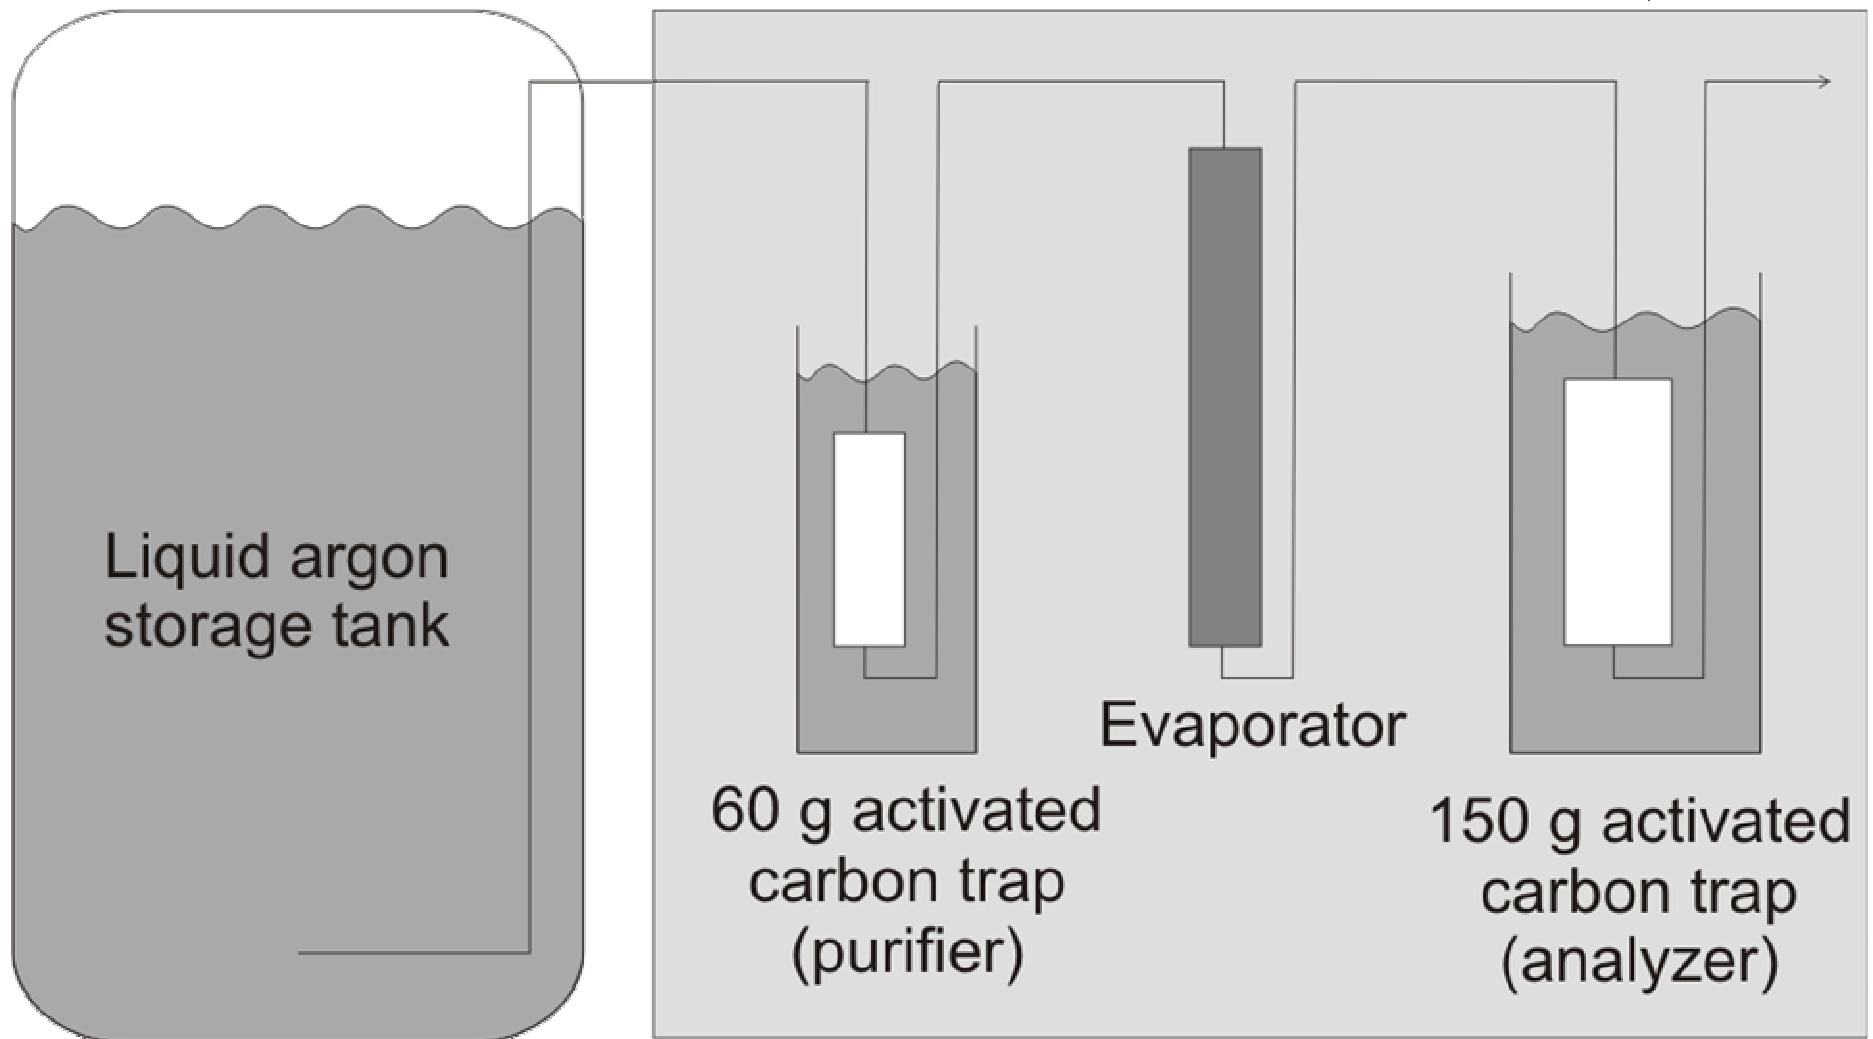 Liquid argon
storage tank
60 g activated
carbon trap
(purifier)
Evaporator
150 g activated
carbon trap
(analyzer)